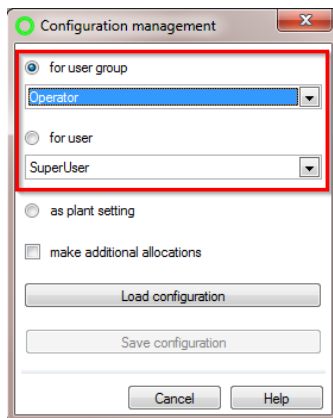 Configuration management
for user group
Operator
for user
SuperUser
as plant setting
make additional allocations
Load configuration
Save configuration
Cancel
Help